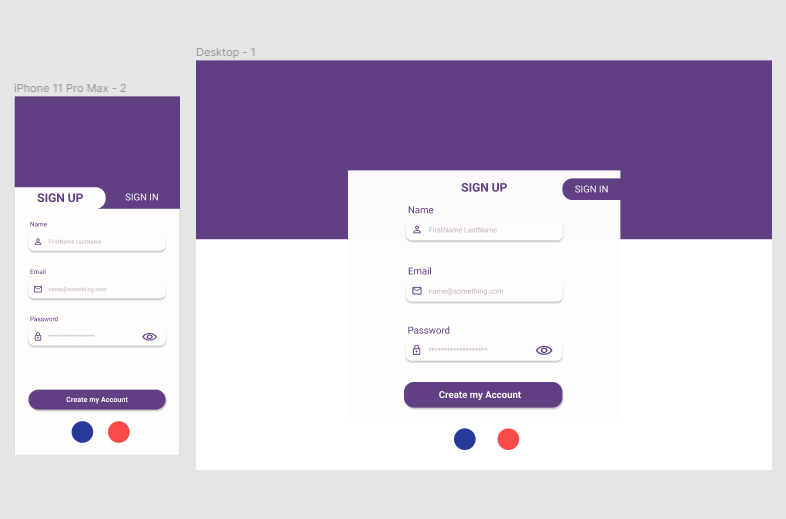 Desktop - 1
iPhone 11 Pro Max - 2
SIGN UP
SIGN IN
Name
FirstName LastName
Email
name@something.com
Password
*******************
Create my Account
SIGN UP
SIGN IN
Name
FirstName LastName
Email
name@something.com
Password
*******************
Create my Account